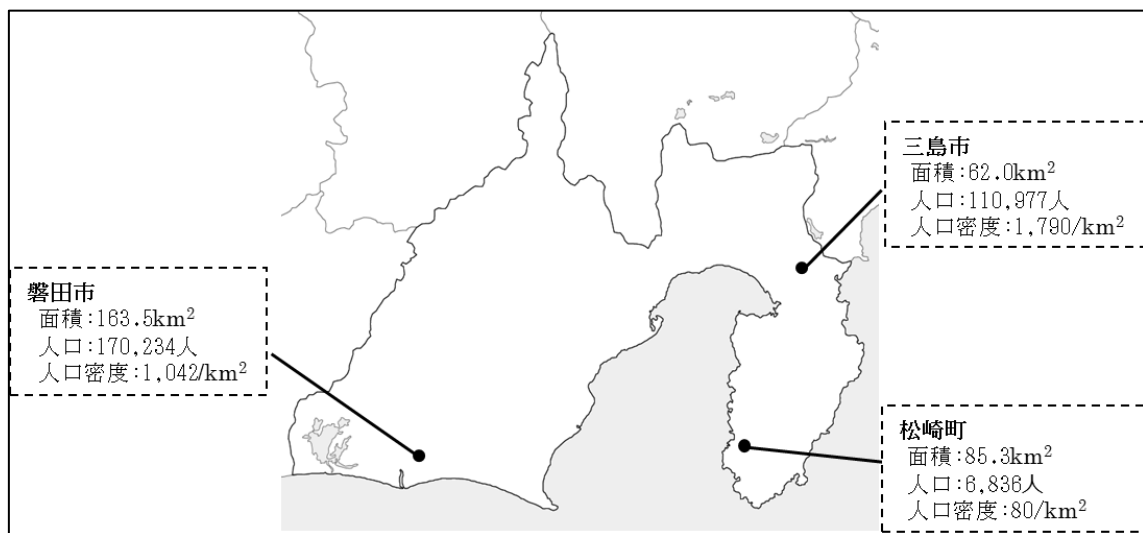 三島市
面積:62.0km²
人口:110,977人
人口密度:1,790/km²
磐田市
面積:163.5km²
人口:170,234人
人口密度:1,042/km²
松崎町
面積:85.3km²
人口:6,836人
人口密度:80/km²